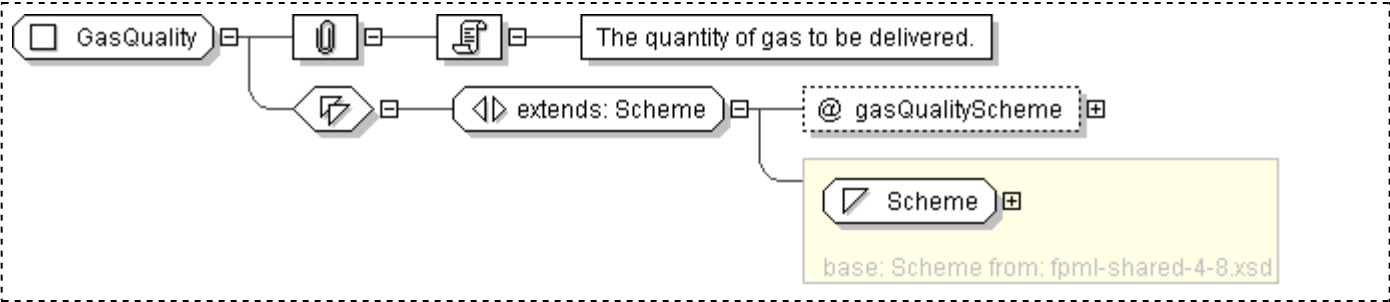 GasQuality
The quantity of gas to be delivered.
extends: Scheme
@ gasQualityScheme
Scheme
base: Scheme from: fpml-shared-4-8.xsd